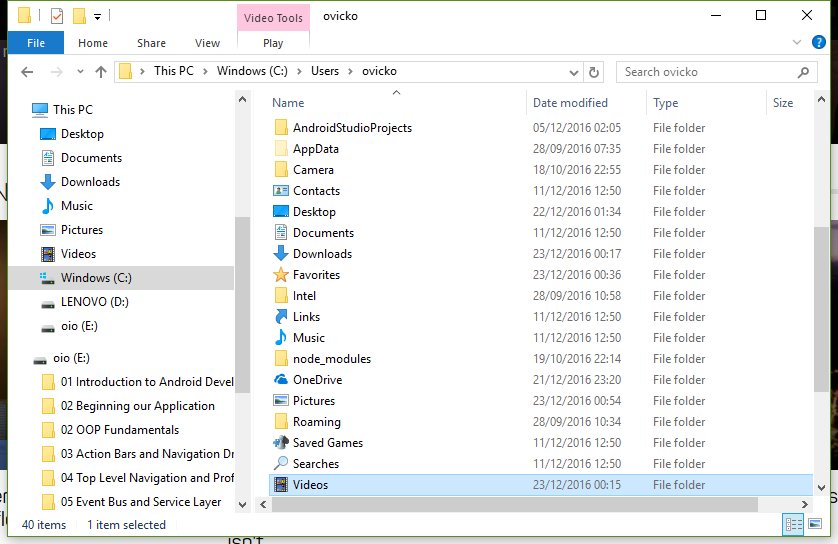 Video Tools ovicko
File Home Share View Play
This PC Windows (C:) Users ovicko Search ovicko
This PC
Desktop
Documents
Downloads
Music
Pictures
Videos
Windows (C:)
LENOVO (D:)
oio (E:)
oio (E:)
01 Introduction to Android Devel
02 Beginning our Application
02 OOP Fundamentals
03 Action Bars and Navigation Dr
04 Top Level Navigation and Prof
05 Event Bus and Service Layer
Name Date modified Type Size
AndroidStudioProjects 05/12/2016 02:05 File folder
AppData 28/09/2016 07:35 File folder
Camera 18/10/2016 22:55 File folder
Contacts 11/12/2016 12:50 File folder
Desktop 22/12/2016 01:34 File folder
Documents 11/12/2016 12:50 File folder
Downloads 23/12/2016 00:17 File folder
Favorites 23/12/2016 00:36 File folder
Intel 28/09/2016 10:58 File folder
Links 11/12/2016 12:50 File folder
Music 11/12/2016 12:50 File folder
node_modules 19/10/2016 22:14 File folder
OneDrive 21/12/2016 23:20 File folder
Pictures 23/12/2016 00:54 File folder
Roaming 28/09/2016 10:34 File folder
Saved Games 11/12/2016 12:50 File folder
Searches 11/12/2016 12:50 File folder
Videos 23/12/2016 00:15 File folder
40 items 1 item selected